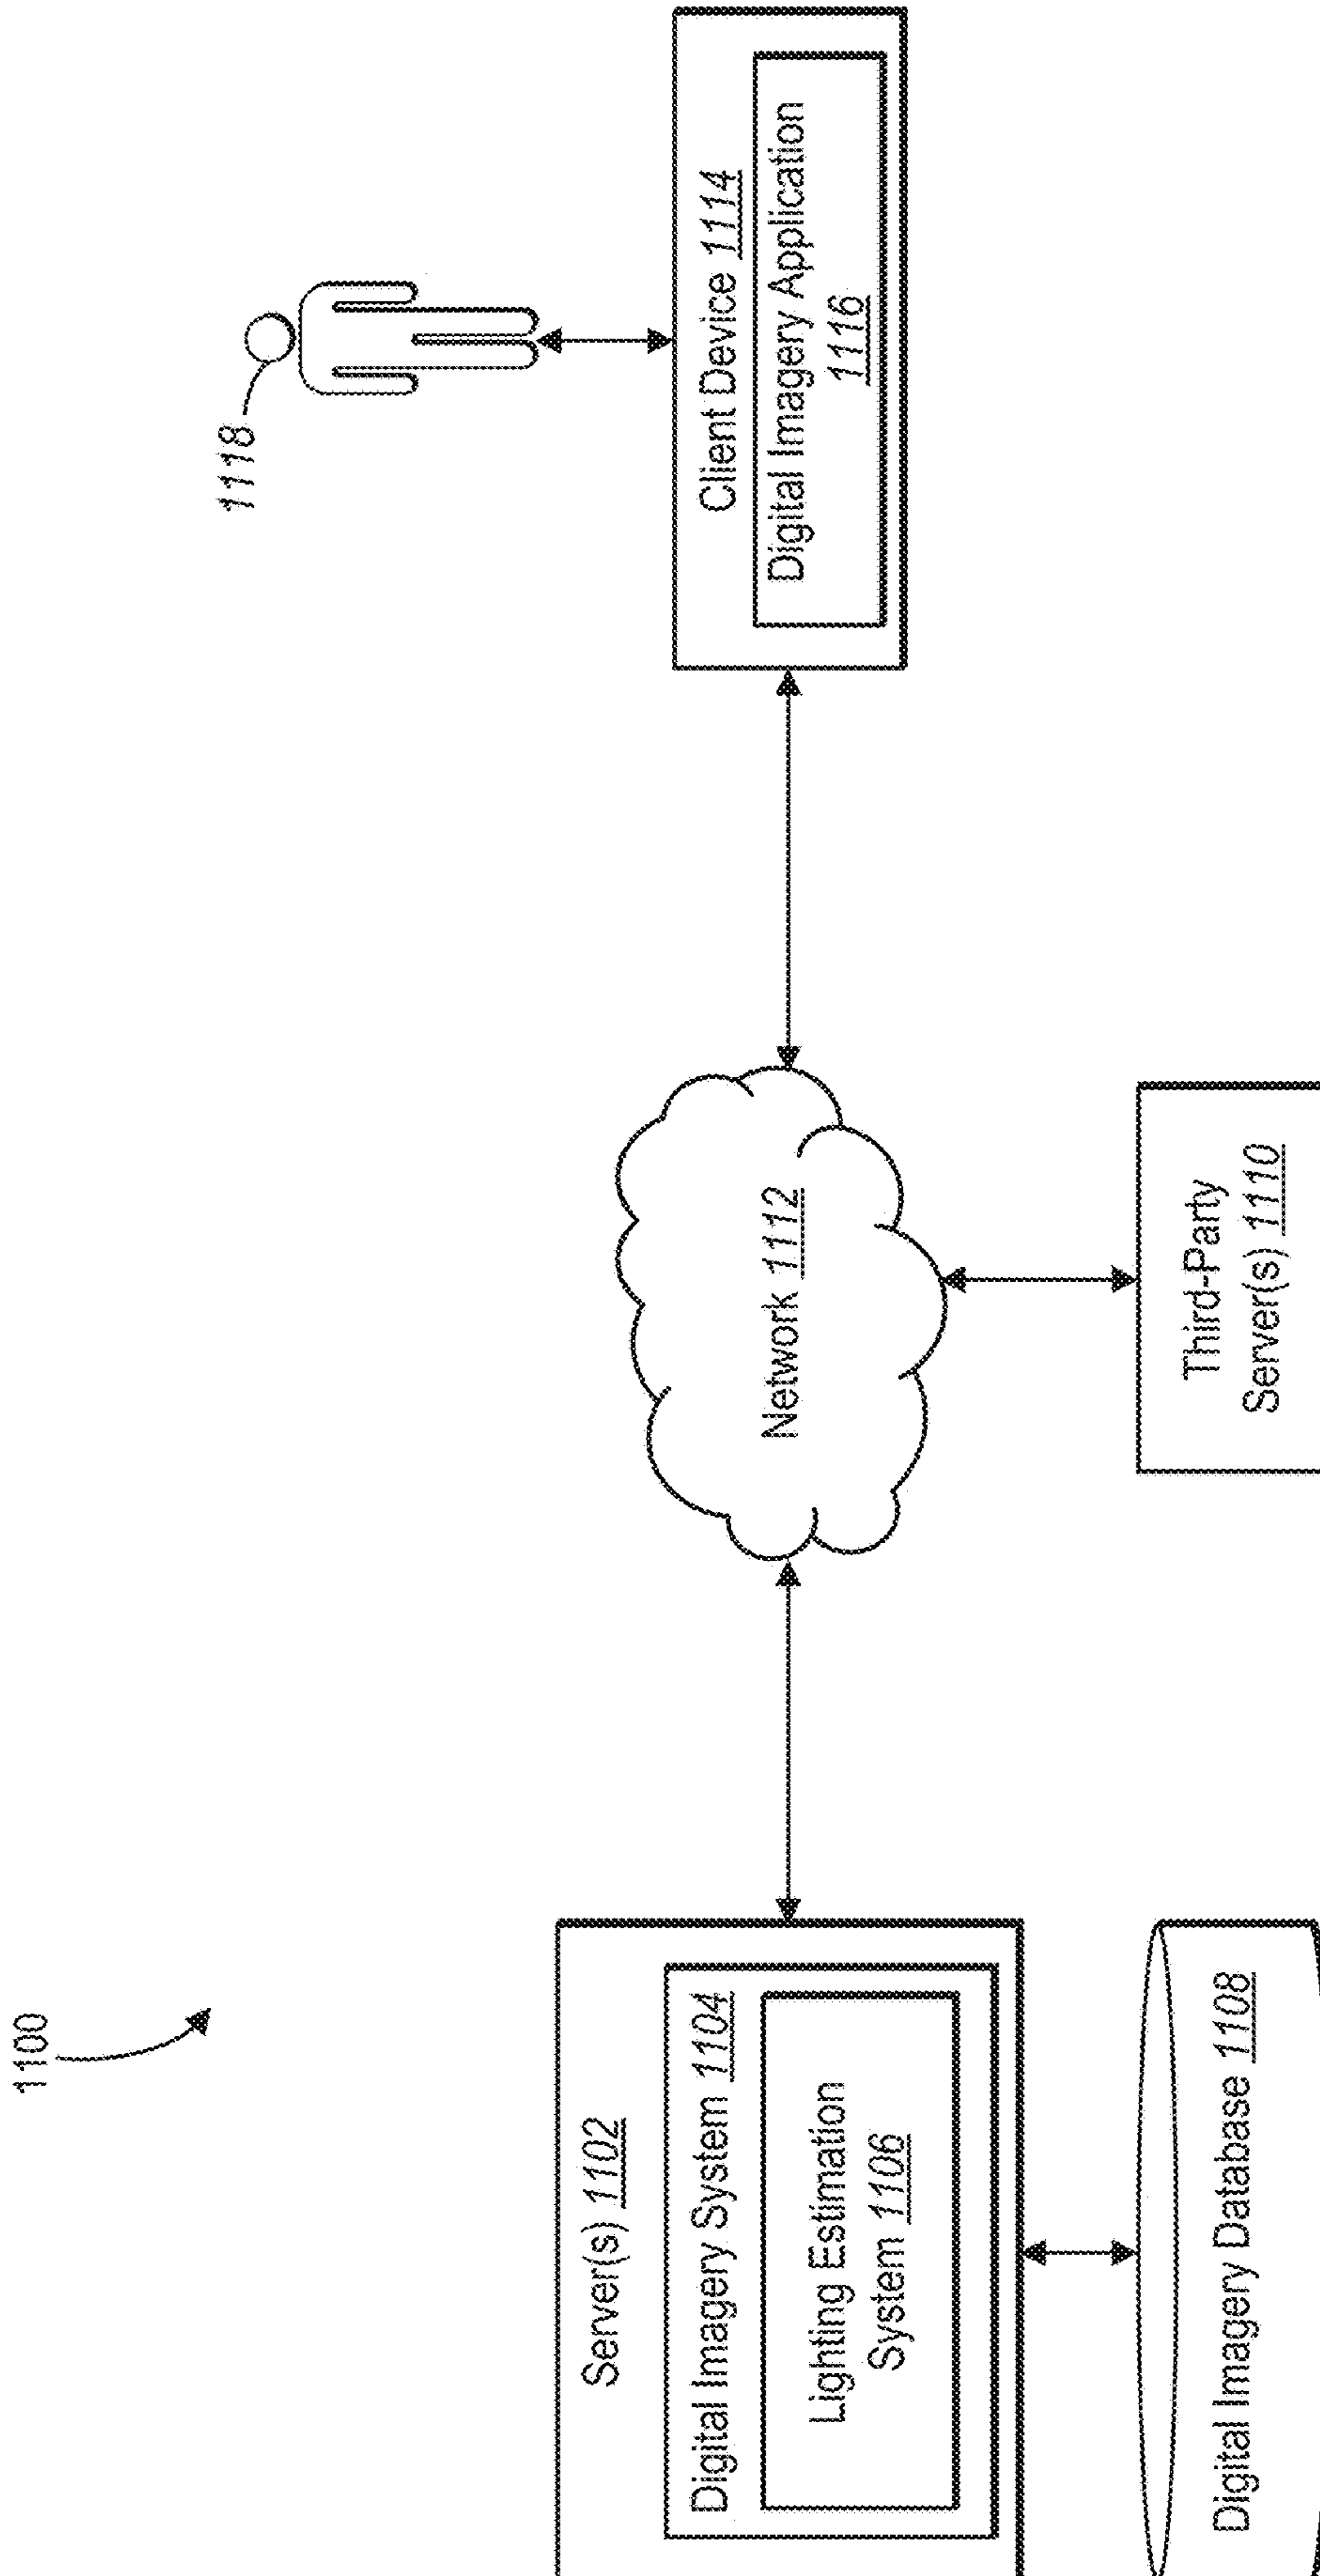 1100
Server(s) 1102
Digital Imagery System 1104
Lighting Estimation
System 1106
Digital Imagery Database 1108
Network 1112
Third-Party
Server(s) 1110
1118
Client Device 1114
Digital Imagery Application
1116